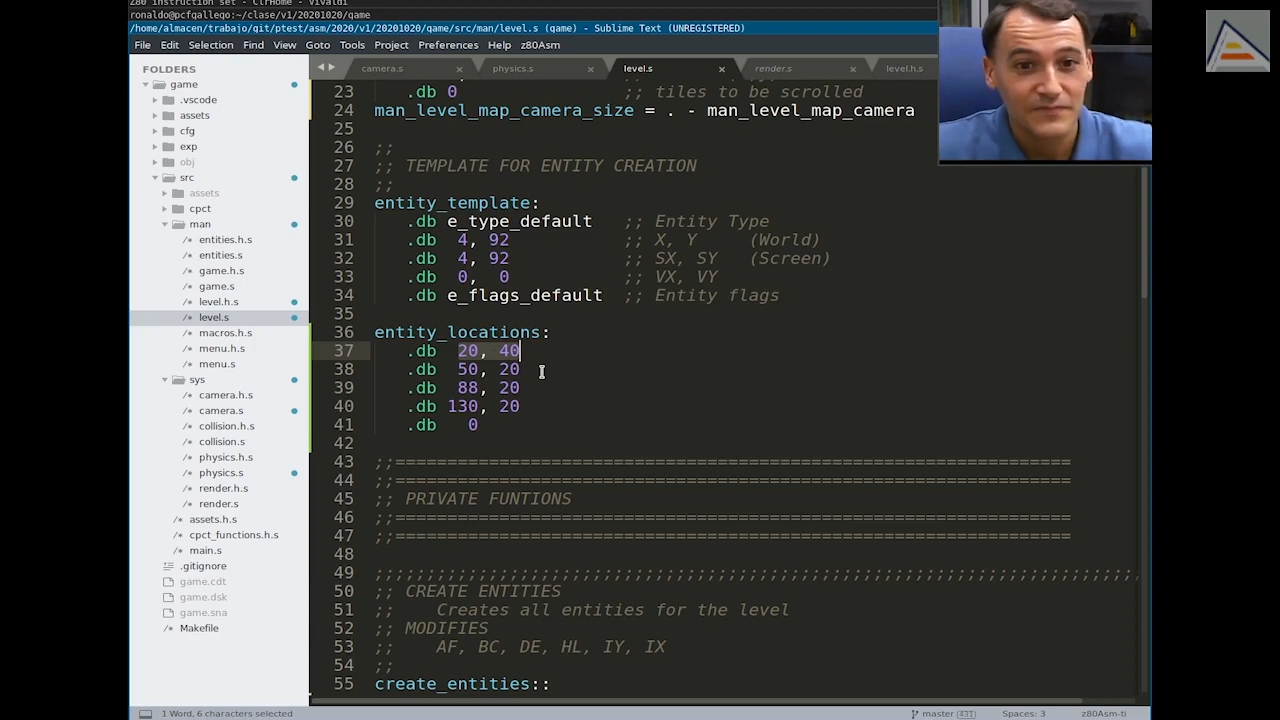 Z80 instruction set - ClrHome - Vivaldi
ronaldo@pcfgallego:~/clase/v1/20201020/game
/home/almacen/trabajo/git/ptest/asm/2020/v1/20201020/game/src/man/level.s (game) - Sublime Text (UNREGISTERED)
File Edit Selection Find View Goto Tools Project Preferences Help z80Asm
FOLDERS
game
.vscode
assets
cfg
exp
obj
src
assets
cpct
man
entities.h.s
entities.s
game.h.s
game.s
level.h.s
level.s
macros.h.s
menu.h.s
menu.s
sys
camera.h.s
camera.s
collision.h.s
collision.s
physics.h.s
physics.s
render.h.s
render.s
assets.h.s
cpct_functions.h.s
main.s
.gitignore
game.cdt
game.dsk
game.sna
Makefile
camera.s × physics.s × level.s × render.s × level.h.s
23 .db 0 ;; tiles to be scrolled
24 man_level_map_camera_size = . - man_level_map_camera
25
26 ;;
27 ;; TEMPLATE FOR ENTITY CREATION
28 ;;
29 entity_template:
30 .db e_type_default ;; Entity Type
31 .db 4, 92 ;; X, Y (World)
32 .db 4, 92 ;; SX, SY (Screen)
33 .db 0, 0 ;; VX, VY
34 .db e_flags_default ;; Entity flags
35
36 entity_locations:
37 .db 20, 40
38 .db 50, 20
39 .db 88, 20
40 .db 130, 20
41 .db 0
42
43 ;;=================================================================
44 ;;=================================================================
45 ;; PRIVATE FUNTIONS
46 ;;=================================================================
47 ;;=================================================================
48
49 ;;;;;;;;;;;;;;;;;;;;;;;;;;;;;;;;;;;;;;;;;;;;;;;;;;;;;;;;;;;;;;;;;;;;;;;;;
50 ;; CREATE ENTITIES
51 ;; Creates all entities for the level
52 ;; MODIFIES
53 ;; AF, BC, DE, HL, IY, IX
54 ;;
55 create_entities::
1 Word, 6 characters selected master 431 Spaces: 3 z80Asm-ti